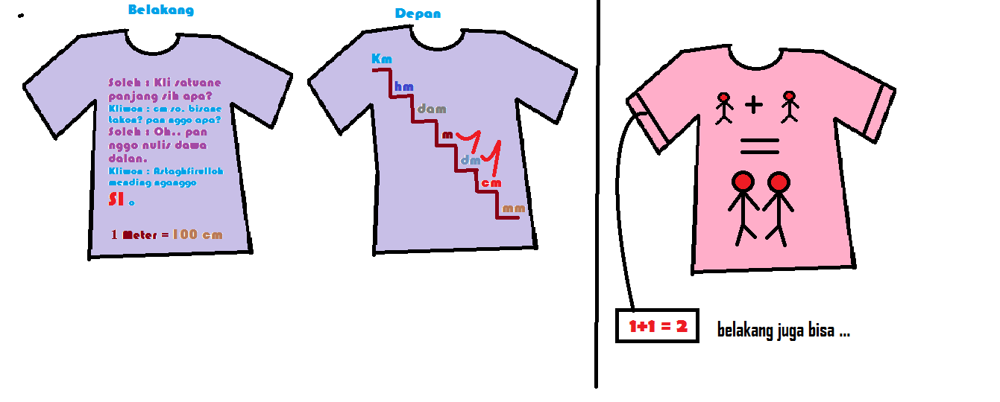 Belakang
Soleh : Kli satuane
panjang sih apa?
Kliwon : cm so. bisane
takon? pan nggo apa?
Soleh : Oh.. pan
nggo nulis dawa
dalan.
Kliwon : Astaghfirulloh
mending nganggo
SI .
1 Meter = 100 cm
Depan
Km
hm
dam
m
dm
cm
mm
+
=
1+1 = 2
belakang juga bisa ...